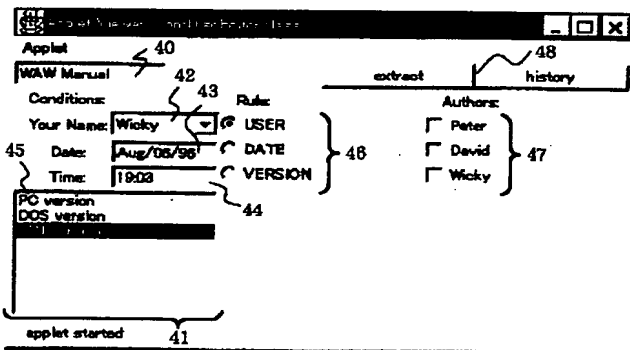 Applet
40
48
WAW Manual
42
extract
history
Conditions:
43
Rule:
Authors:
Your Name: Wicky
USER
Peter
45
Date: Aug/06/96
DATE
46
David
47
Time: 19:03
VERSION
Wicky
44
PC version
DOS version
applet started
41